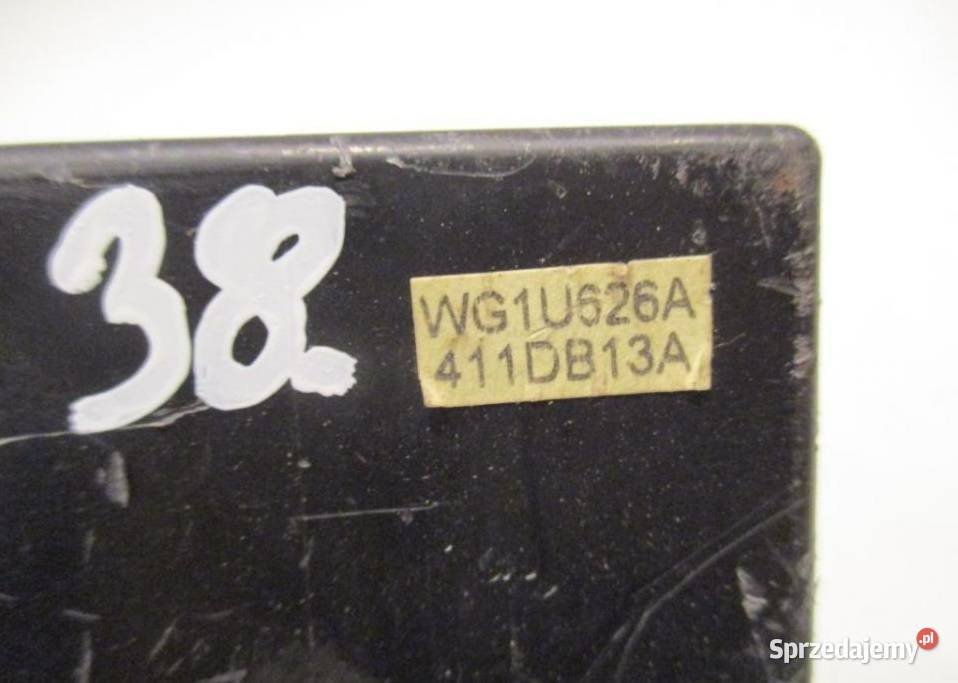 38.
WG1U626A
411DB13A
Sprzedajemy.pl